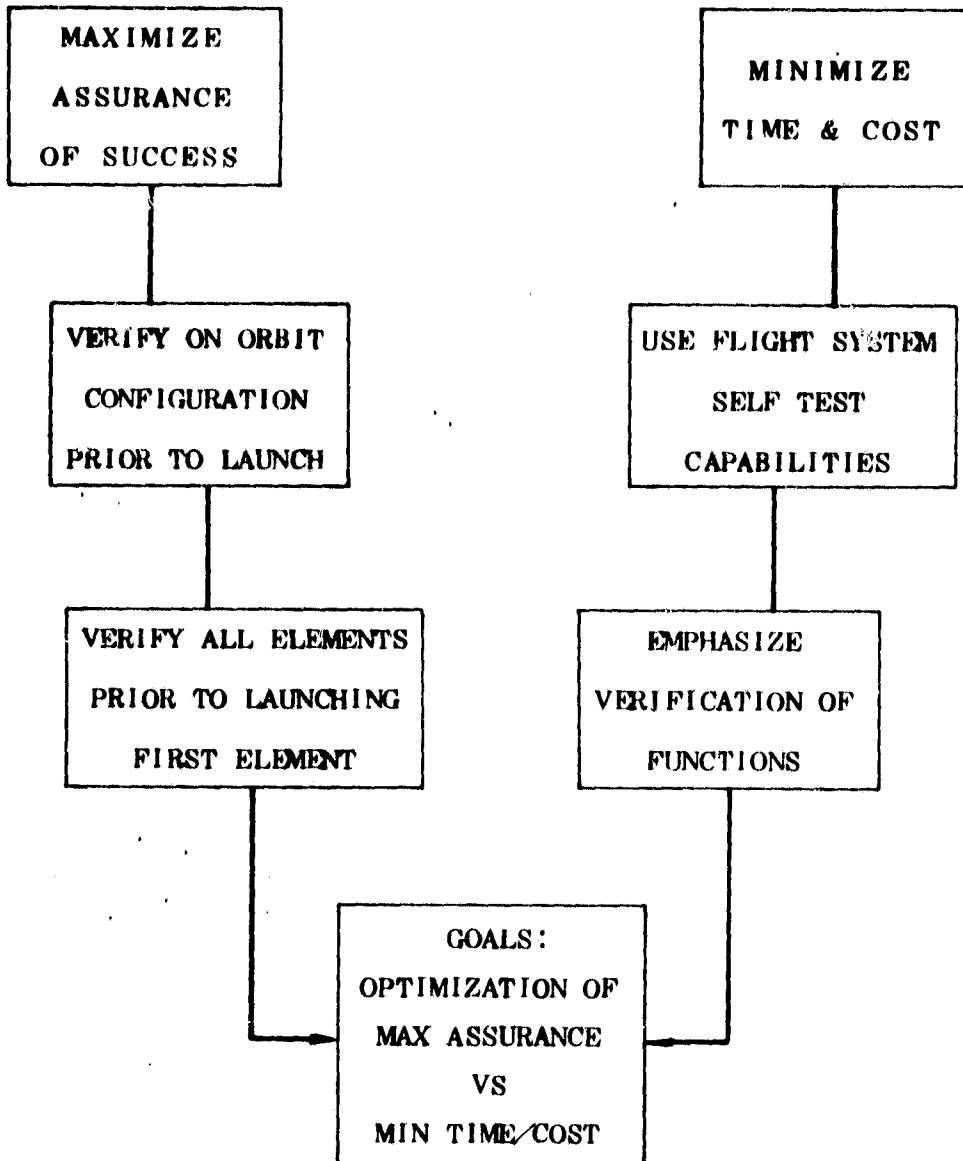 MAXIMIZE
ASSURANCE
OF SUCCESS
MINIMIZE
TIME & COST
VERIFY ON ORBIT
CONFIGURATION
PRIOR TO LAUNCH
USE FLIGHT SYSTEM
SELF TEST
CAPABILITIES
VERIFY ALL ELEMENTS
PRIOR TO LAUNCHING
FIRST ELEMENT
EMPHASIZE
VERIFICATION OF
FUNCTIONS
GOALS:
OPTIMIZATION OF
MAX ASSURANCE
VS
MIN TIME/COST